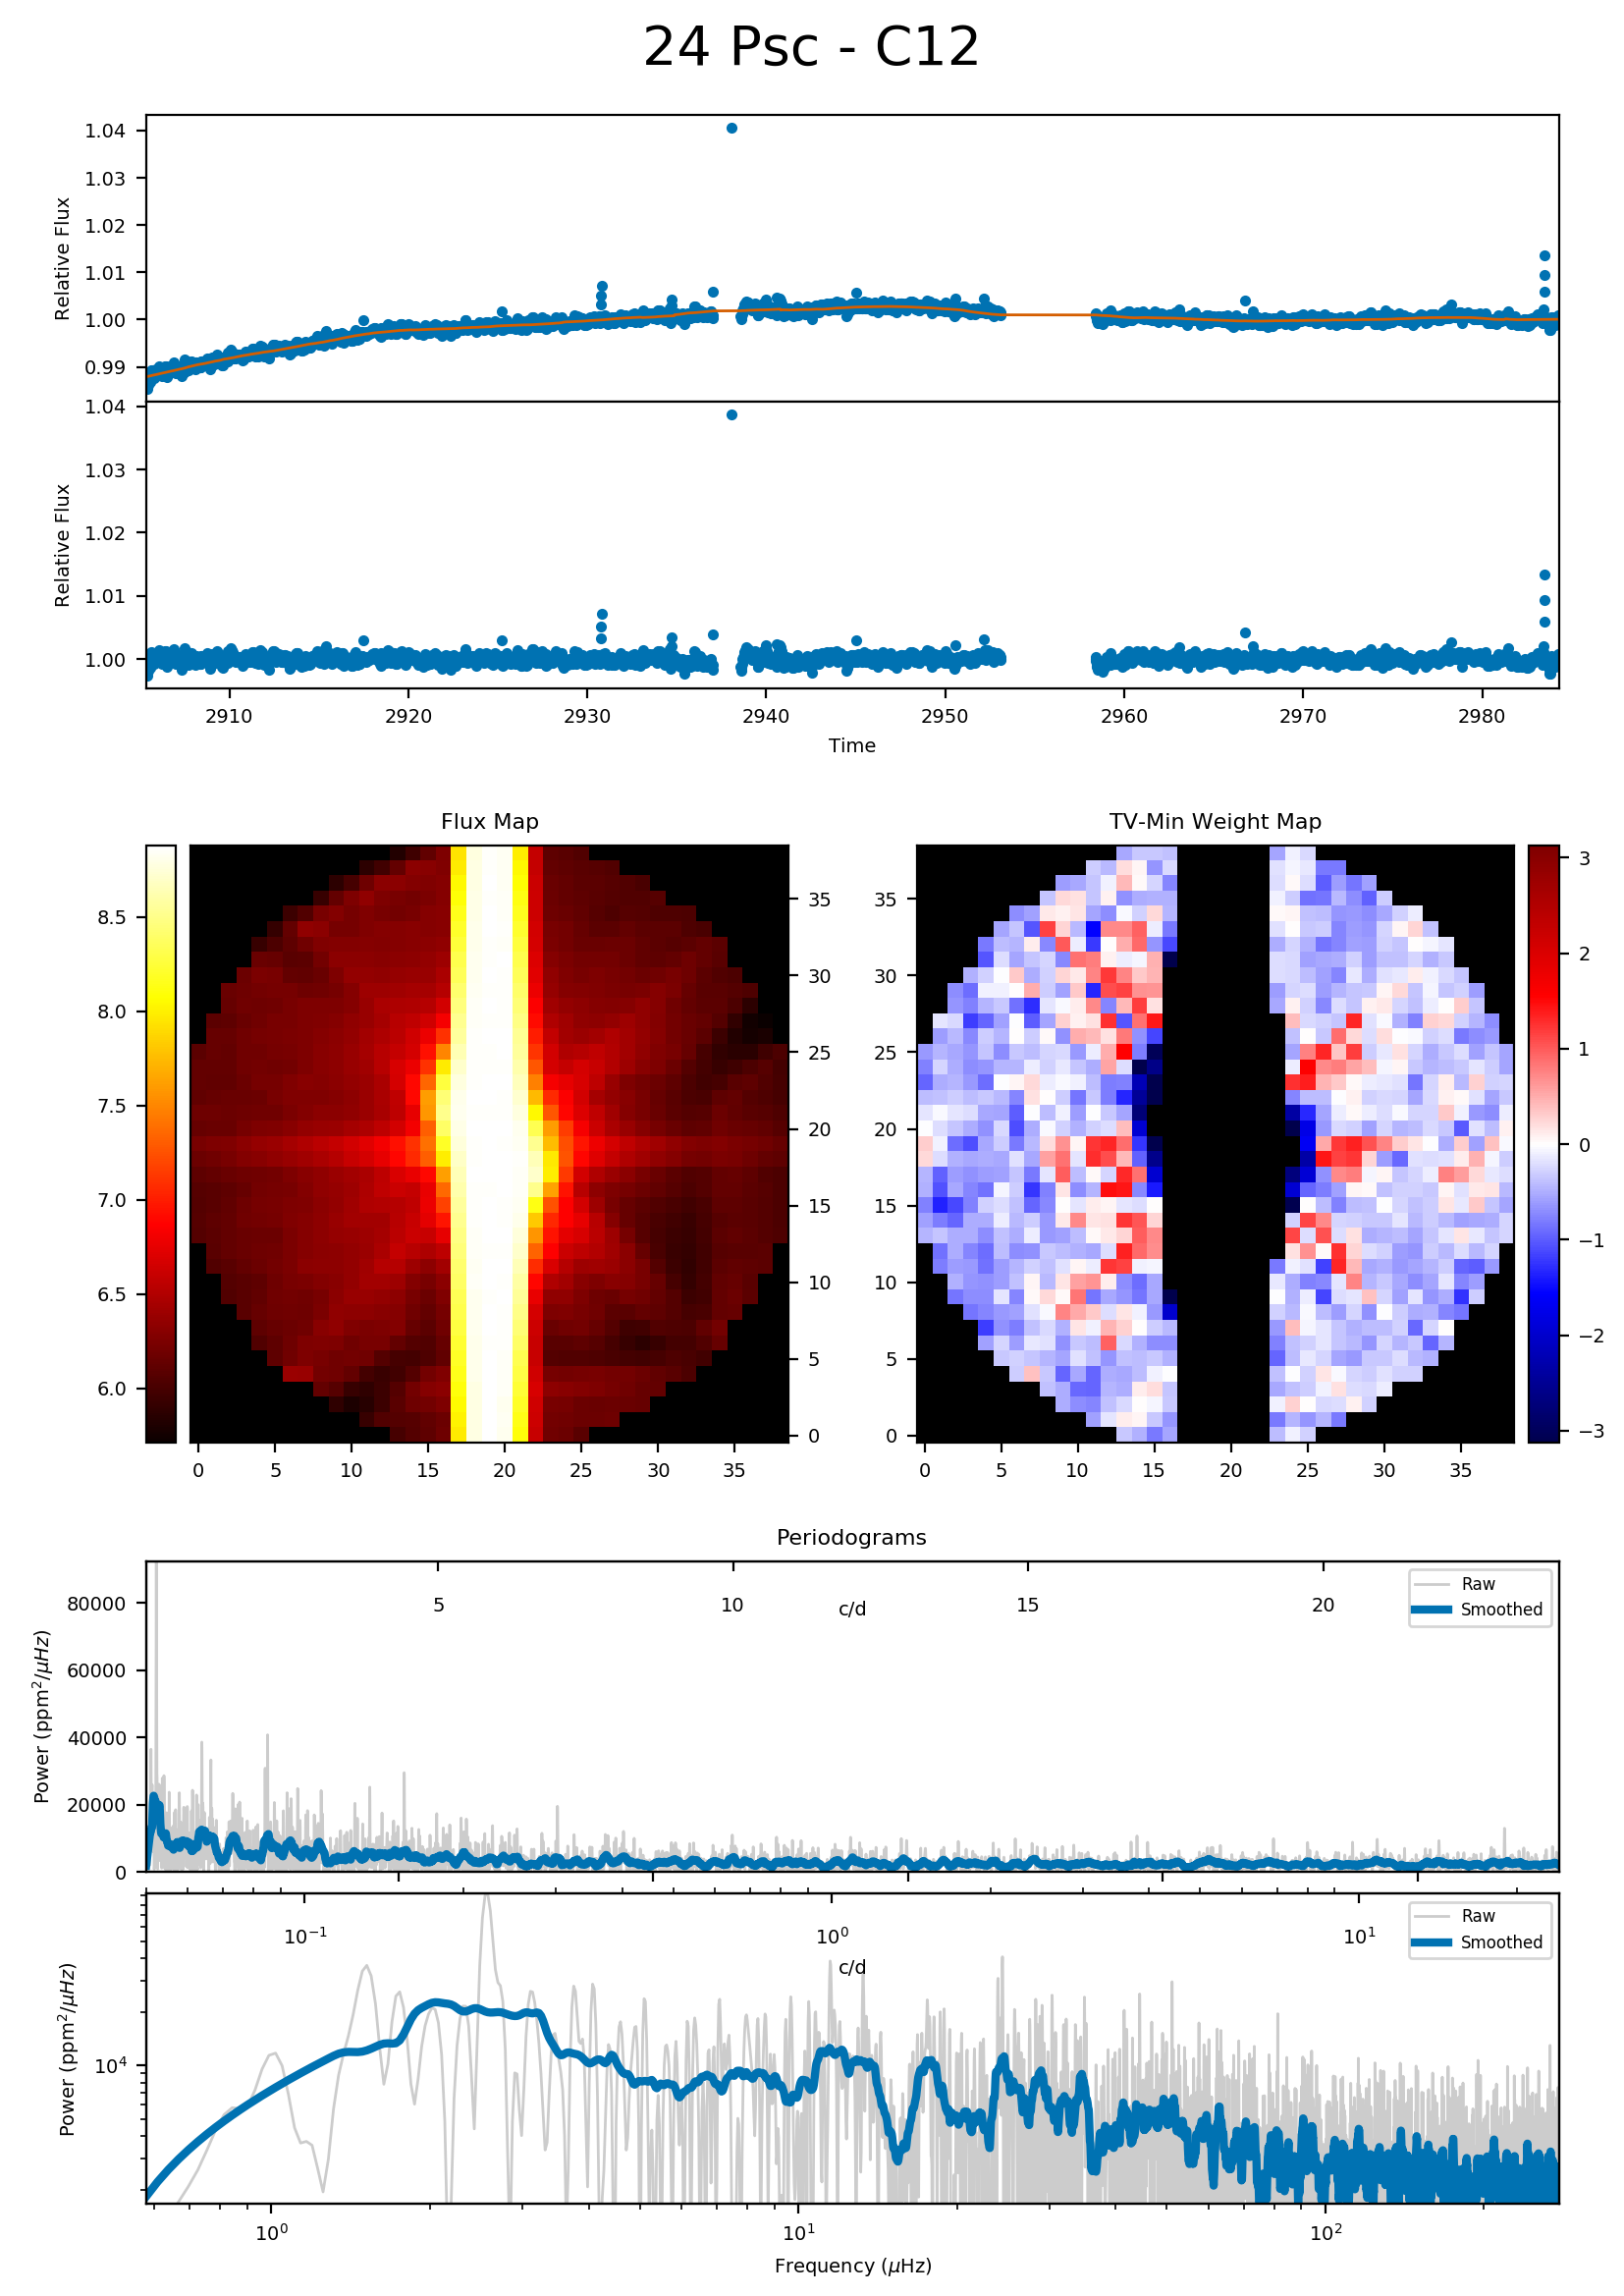 24 Psc - C12
1.04
1.03
1.02
1.01
1.00
0.99
Relative Flux
1.04
1.03
1.02
1.01
1.00
Relative Flux
2910 2920 2930 2940 2950 2960 2970 2980
Time
Flux Map
8.5
8.0
7.5
7.0
6.5
6.0
35
30
25
20
15
10
5
0
0 5 10 15 20 25 30 35
TV-Min Weight Map
35
30
25
20
15
10
5
0
0 5 10 15 20 25 30 35
3
2
1
0
−1
−2
−3
Periodograms
80000
60000
40000
20000
0
Power (ppm²/μHz)
5 10 15 20
c/d
Raw
Smoothed
10⁴
Power (ppm²/μHz)
10⁻¹ 10⁰ 10¹
c/d
Raw
Smoothed
10⁰ 10¹ 10²
Frequency (μHz)